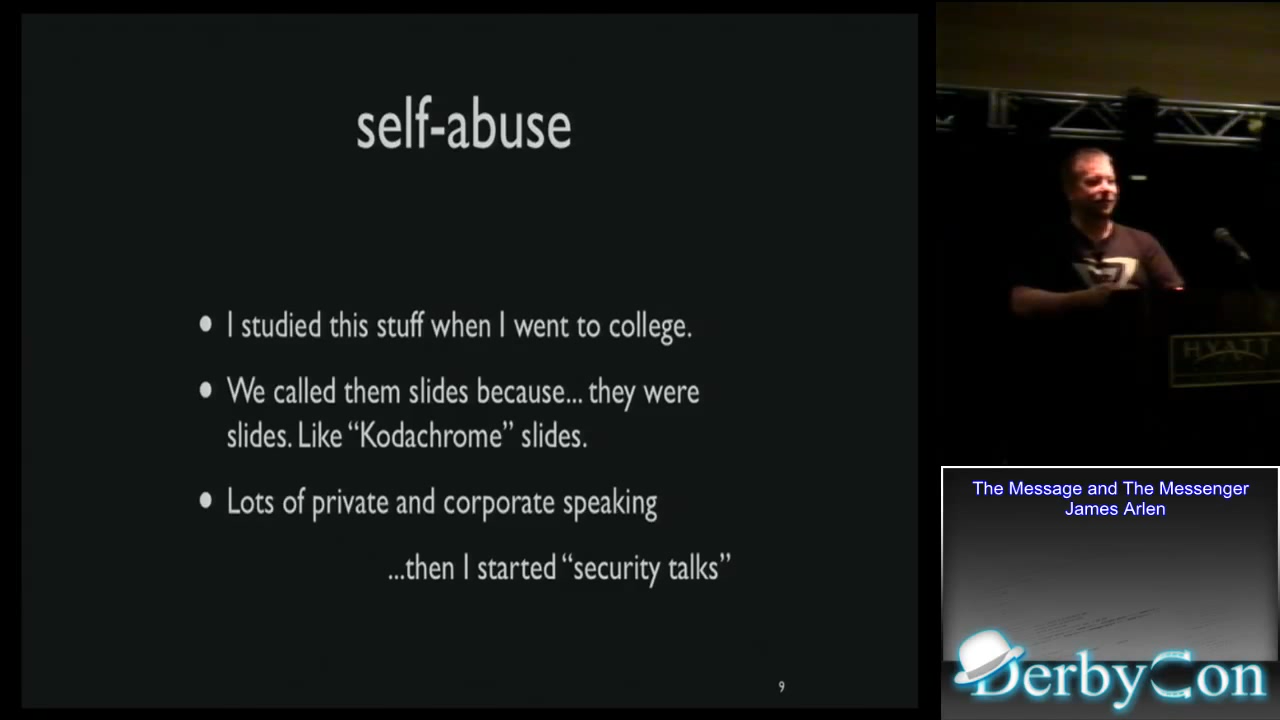 self-abuse
• I studied this stuff when I went to college.
• We called them slides because... they were
slides. Like “Kodachrome” slides.
• Lots of private and corporate speaking
...then I started “security talks”
9
HYATT
The Message and The Messenger
James Arlen
DerbyCon